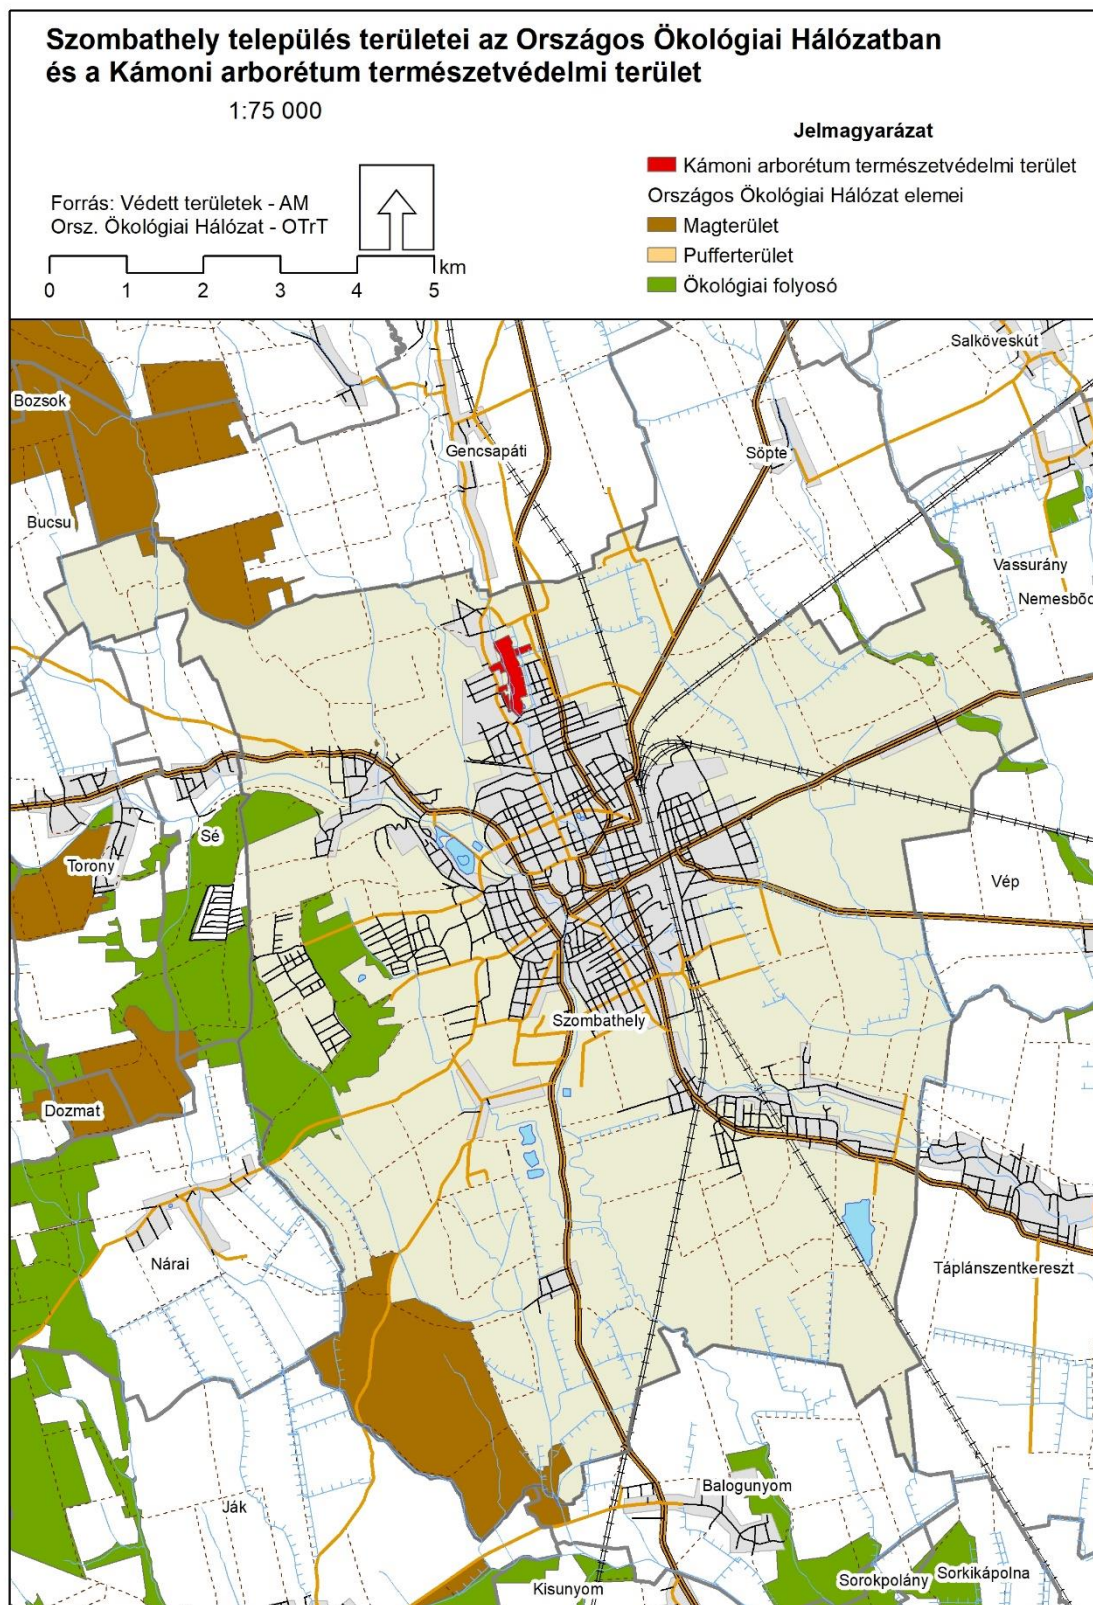 Szombathely település területei az Országos Ökológiai Hálózatban
és a Kámoni arborétum természetvédelmi terület
1:75 000
Forrás: Védett területek - AM
Orsz. Ökológiai Hálózat - OTrT
km
0 1 2 3 4 5
Jelmagyarázat
Kámoni arborétum természetvédelmi terület
Országos Ökológiai Hálózat elemei
Magterület
Pufferterület
Ökológiai folyosó
Salköveskút
Bozsok
Gencsapáti
Söpte
Bucsu
Vassurány
Nemesbőd
Sé
Torony
Vép
Szombathely
Dozmat
Nárai
Táplánszentkereszt
Balogunyom
Ják
Kisunyom
Sorokpolány
Sorkikápolna